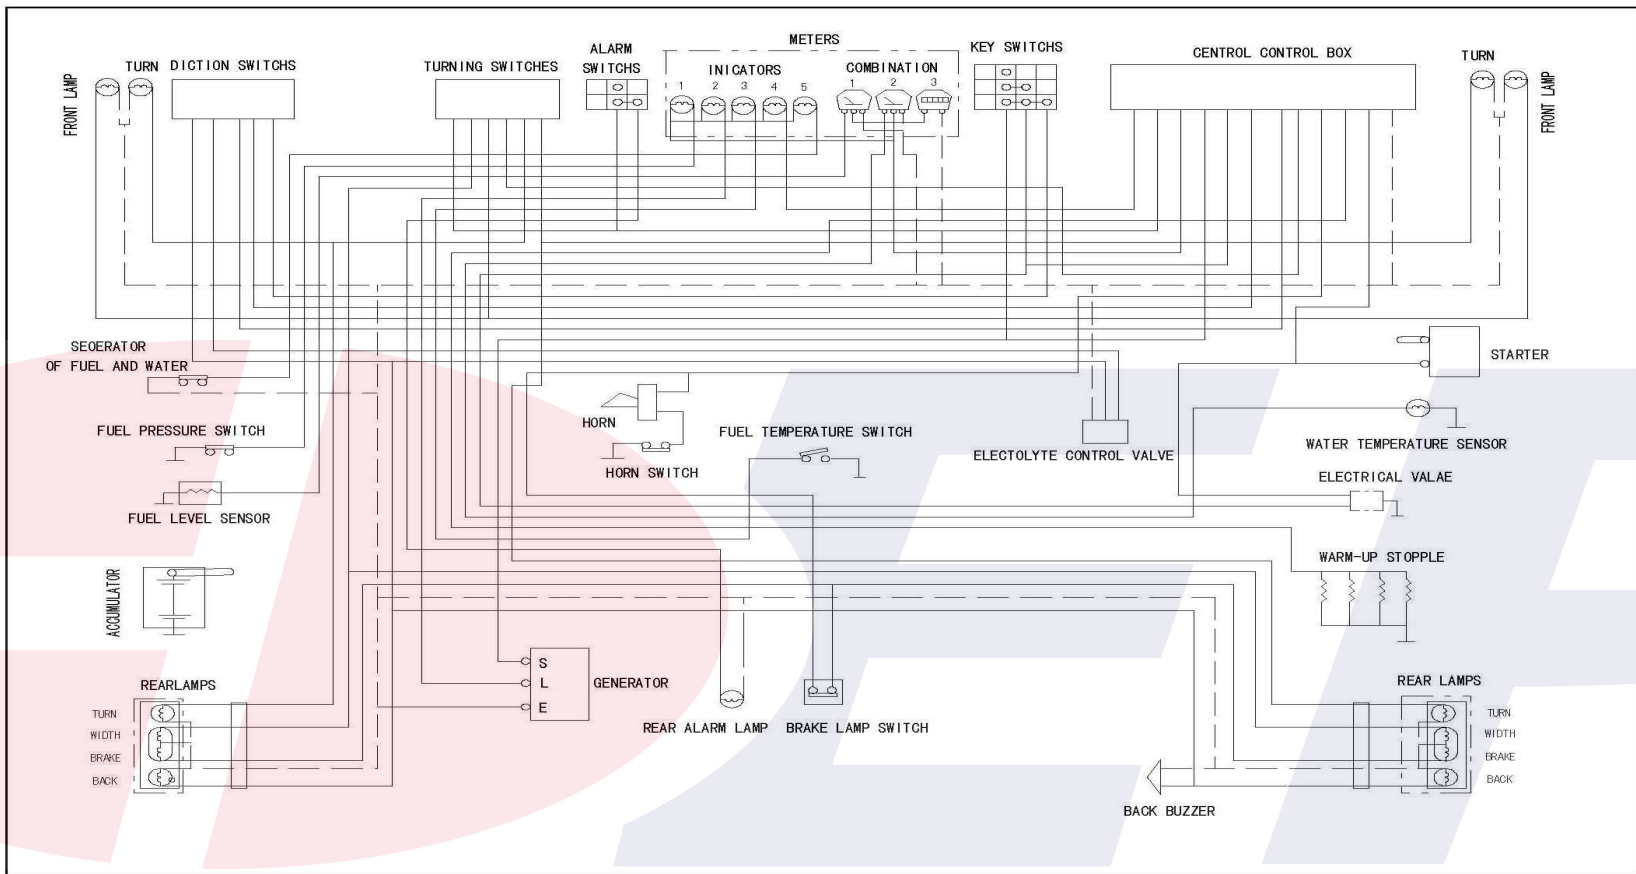 METERS
ALARM
SWITCHS
KEY SWITCHS
CENTROL CONTROL BOX
TURN
FRONT LAMP
TURN
DICTION SWITCHS
TURNING SWITCHES
INICATORS
COMBINATION
1 2 3 4 5
1 2 3
FRONT LAMP
SEOERATOR
OF FUEL AND WATER
STARTER
HORN
FUEL PRESSURE SWITCH
FUEL TEMPERATURE SWITCH
WATER TEMPERATURE SENSOR
HORN SWITCH
ELECTOLYTE CONTROL VALVE
ELECTRICAL VALAE
FUEL LEVEL SENSOR
WARM-UP STOPPLE
ACCUMULATOR
S
L
E
GENERATOR
REARLAMPS
TURN
WIDTH
BRAKE
BACK
REAR ALARM LAMP
BRAKE LAMP SWITCH
REAR LAMPS
TURN
WIDTH
BRAKE
BACK
BACK BUZZER